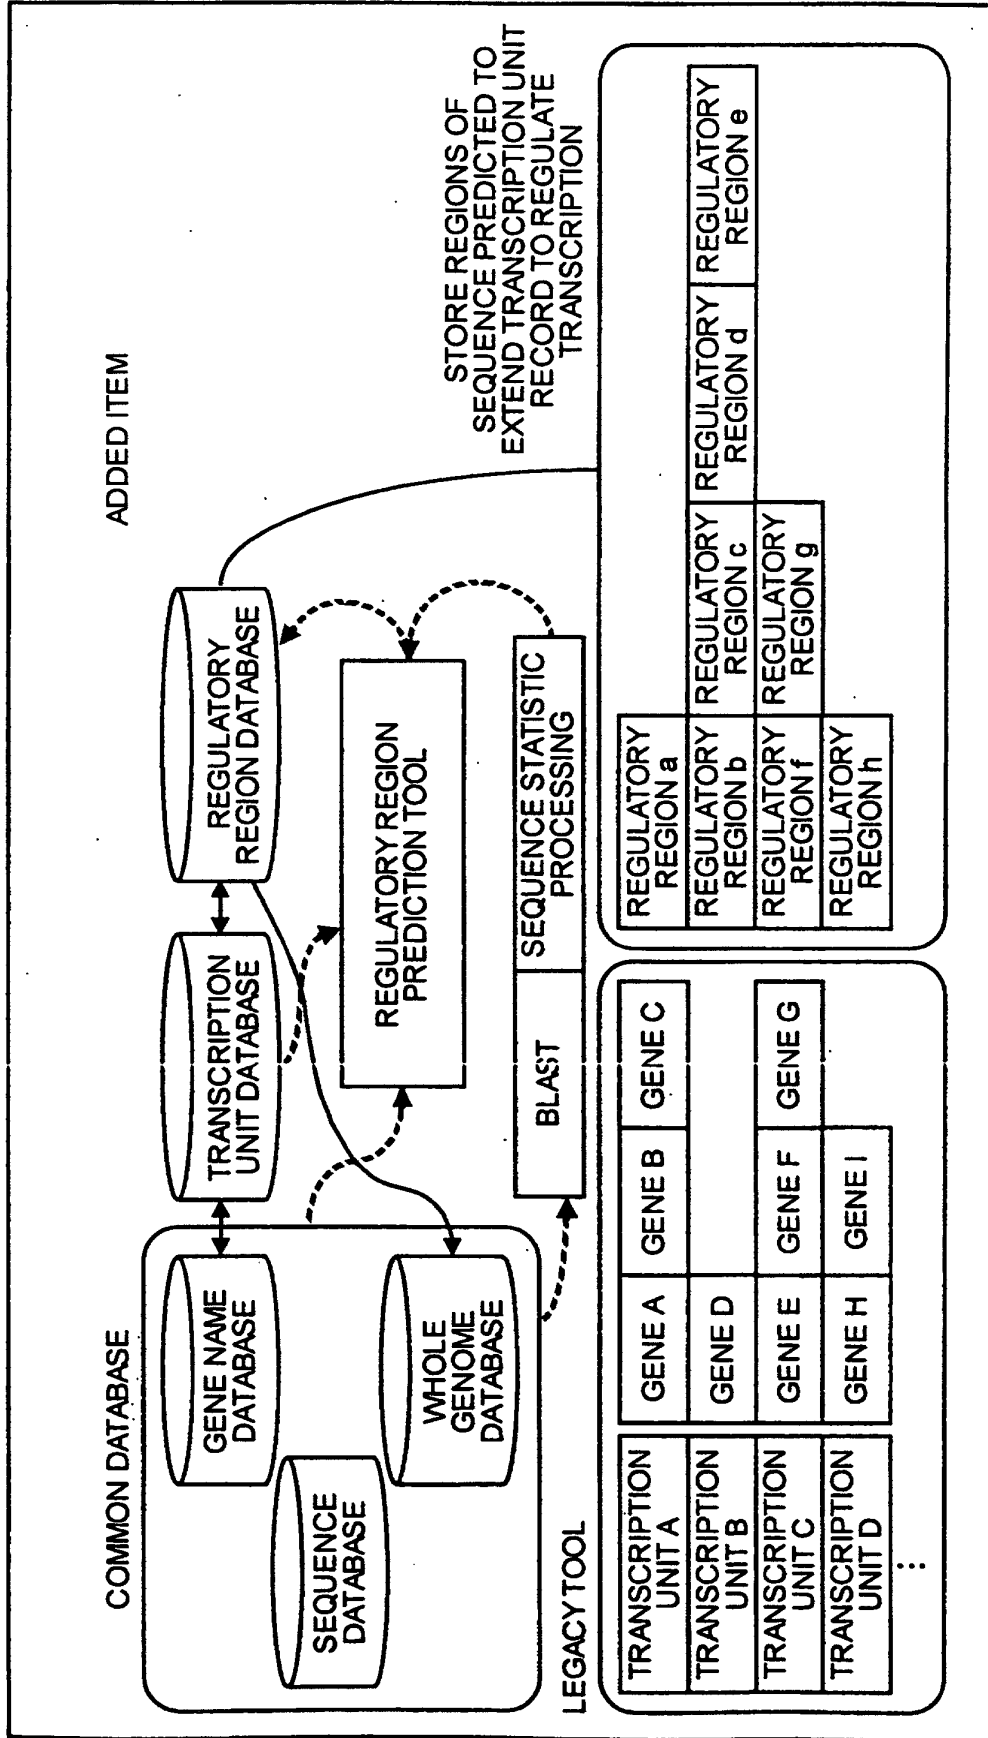 COMMON DATABASE
GENE NAME
DATABASE
SEQUENCE
DATABASE
WHOLE
GENOME
DATABASE
TRANSCRIPTION
UNIT DATABASE
REGULATORY
REGION DATABASE
ADDED ITEM
REGULATORY REGION
PREDICTION TOOL
STORE REGIONS OF
SEQUENCE PREDICTED TO
EXTEND TRANSCRIPTION UNIT
RECORD TO REGULATE
TRANSCRIPTION
LEGACY TOOL
BLAST
SEQUENCE STATISTIC
PROCESSING
TRANSCRIPTION
UNIT A
GENE A
GENE B
GENE C
TRANSCRIPTION
UNIT B
GENE D
TRANSCRIPTION
UNIT C
GENE E
GENE F
GENE G
TRANSCRIPTION
UNIT D
GENE H
GENE I
⋮
REGULATORY
REGION a
REGULATORY
REGION b
REGULATORY
REGION c
REGULATORY
REGION d
REGULATORY
REGION e
REGULATORY
REGION f
REGULATORY
REGION g
REGULATORY
REGION h